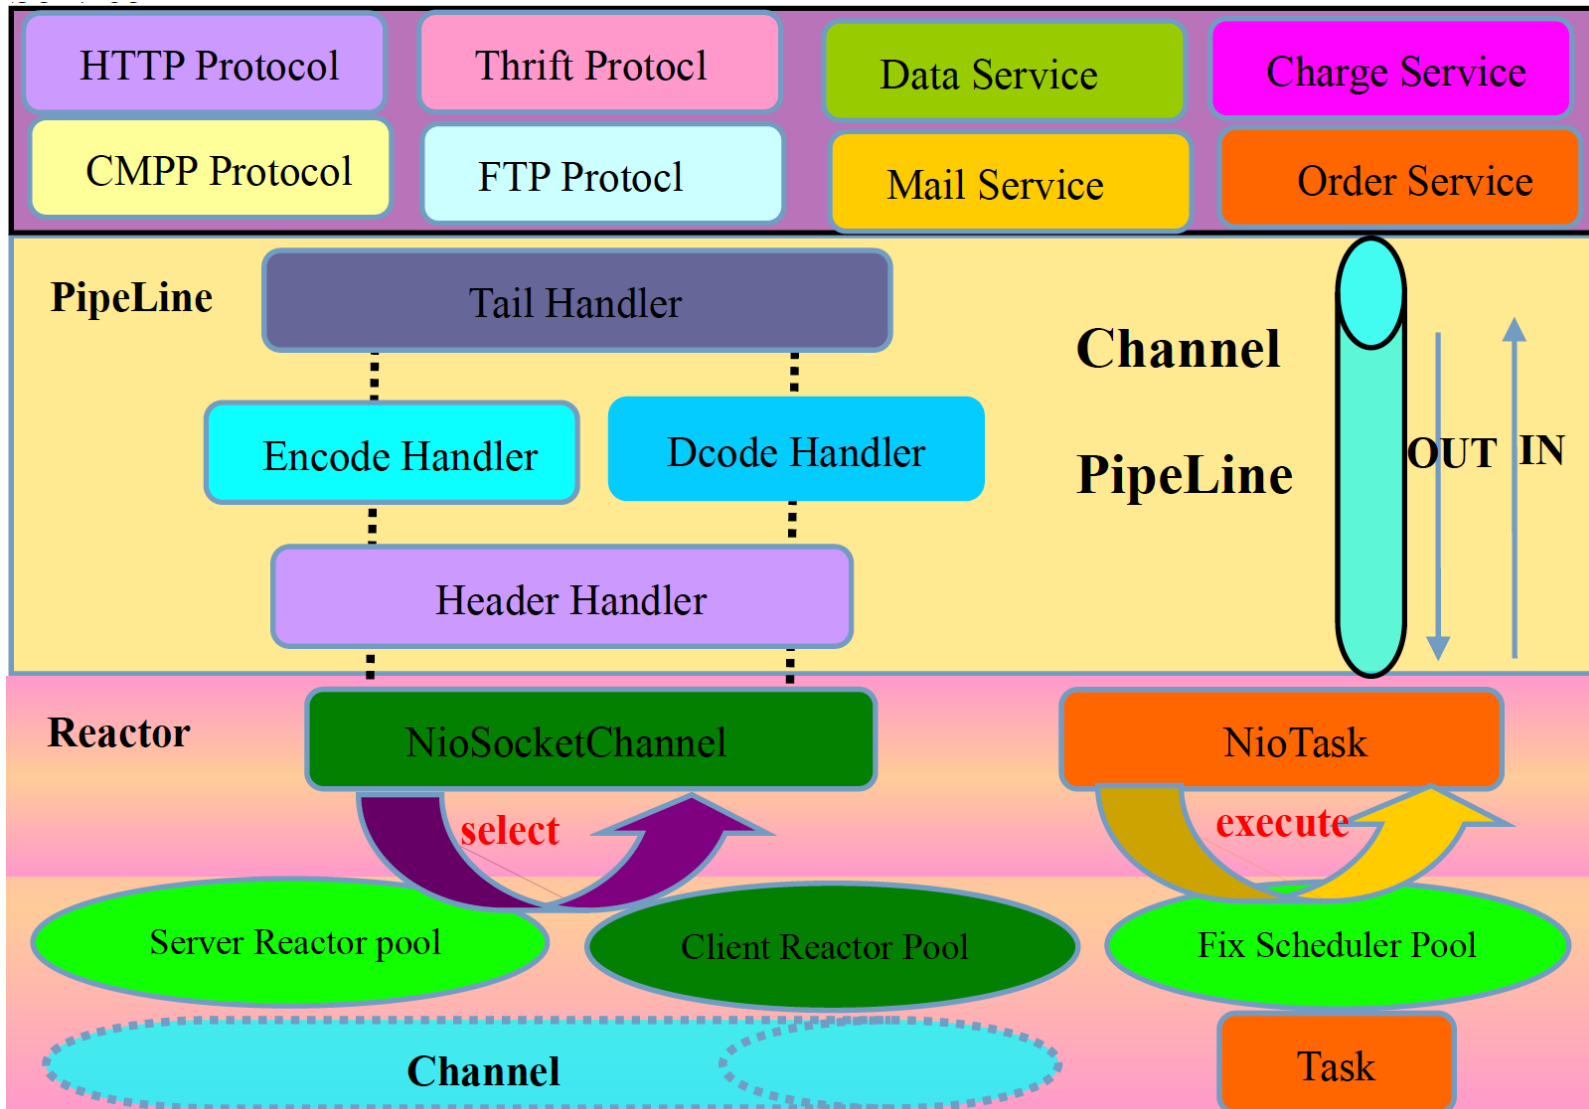 HTTP Protocol
Thrift Protocl
Data Service
Charge Service
CMPP Protocol
FTP Protocl
Mail Service
Order Service
PipeLine
Tail Handler
Encode Handler
Dcode Handler
Header Handler
Channel
PipeLine
OUT
IN
Reactor
NioSocketChannel
NioTask
select
execute
Server Reactor pool
Client Reactor Pool
Fix Scheduler Pool
Channel
Task